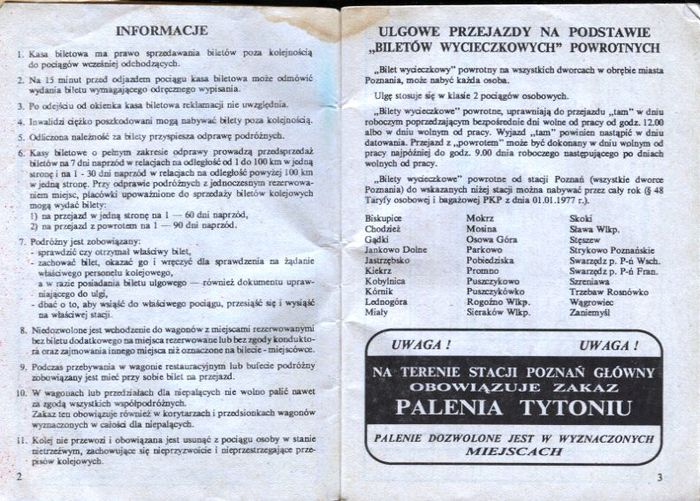 INFORMACJE
1. Kasa biletowa ma prawo sprzedawania biletów poza kolejnością
do pociągów wcześniej odchodzących.
2. Na 15 minut przed odjazdem pociągu kasa biletowa może odmówić
wydania biletu wymagającego odręcznego wypisania.
3. Po odejściu od okienka kasa biletowa reklamacji nie uwzględnia.
4. Inwalidzi ciężko poszkodowani mogą nabywać bilety poza kolejnością.
5. Odliczona należność za bilety przyspiesza odprawę podróżnych.
6. Kasy biletowe o pełnym zakresie odprawy prowadzą przedsprzedaż
biletów na 7 dni naprzód w relacjach na odległość od 1 do 100 km w jedną
stronę i na 1 - 30 dni naprzód w relacjach na odległość powyżej 100 km
w jedną stronę. Przy odprawie podróżnych z jednoczesnym rezerwowa-
niem miejsc, placówki upoważnione do sprzedaży biletów kolejowych
mogą wydać bilety:
1) na przejazd w jedną stronę na 1 — 60 dni naprzód,
2) na przejazd z powrotem na 1 — 90 dni naprzód.
7. Podróżny jest zobowiązany:
- sprawdzić czy otrzymał właściwy bilet,
- zachować bilet, okazać go i wręczyć dla sprawdzenia na żądanie
właściwego personelu kolejowego,
a w razie posiadania biletu ulgowego — również dokumentu upraw-
niającego do ulgi,
- dbać o to, aby wsiąść do właściwego pociągu, przesiąść się i wysiąść
na właściwej stacji.
8. Niedozwolone jest wchodzenie do wagonów z miejscami rezerwowanymi
bez biletu dodatkowego na miejsca rezerwowane lub bez zgody kondukto-
ra oraz zajmowania innego miejsca niż oznaczone na bilecie - miejscówce.
9. Podczas przebywania w wagonie restauracyjnym lub bufecie podróżny
zobowiązany jest mieć przy sobie bilet na przejazd.
10. W wagonach lub przedziałach dla niepalących nie wolno palić nawet
za zgodą wszystkich współpodróżnych.
Zakaz ten obowiązuje również w korytarzach i przedsionkach wagonów
wyznaczonych w całości dla niepalących.
11. Kolej nie przewozi i obowiązana jest usunąć z pociągu osoby w stanie
nietrzeźwym, zachowujące się nieprzyzwoicie i nieprzestrzegające prze-
pisów kolejowych.
2
ULGOWE PRZEJAZDY NA PODSTAWIE
„BILETÓW WYCIECZKOWYCH” POWROTNYCH
„Bilet wycieczkowy” powrotny na wszystkich dworcach w obrębie miasta
Poznania, może nabyć każda osoba.
Ulgę stosuje się w klasie 2 pociągów osobowych.
„Bilety wycieczkowe” powrotne, uprawniają do przejazdu „tam” w dniu
roboczym poprzedzającym bezpośrednie dni wolne od pracy od godz. 12.00
albo w dniu wolnym od pracy. Wyjazd „tam” powinien nastąpić w dniu
datowania. Przejazd z „powrotem” może być dokonany w dniu wolnym od
pracy najpóźniej do godz. 9.00 dnia roboczego następującego po dniach
wolnych od pracy.
„Bilety wycieczkowe” powrotne od stacji Poznań (wszystkie dworce
Poznania) do wskazanych niżej stacji można nabywać przez cały rok (§ 48
Taryfy osobowej i bagażowej PKP z dnia 01.01.1977 r.).
Biskupice Mokrz Skoki
Chodzież Mosina Sława Wlkp.
Gądki Osowa Góra Stęszew
Jankowo Dolne Parkowo Strykowo Poznańskie
Jastrzębsko Pobiedziska Swarzędz p. P-ń Wsch.
Kiekrz Promno Swarzędz p. P-ń Fran.
Kobylnica Puszczykowo Szreniawa
Kórnik Puszczykówko Trzebaw Rosnówko
Lednogóra Rogoźno Wlkp. Wągrowiec
Miały Sieraków Wlkp. Zaniemyśl
UWAGA ! UWAGA !
NA TERENIE STACJI POZNAŃ GŁÓWNY
OBOWIĄZUJE ZAKAZ
PALENIA TYTONIU
PALENIE DOZWOLONE JEST W WYZNACZONYCH
MIEJSCACH
3